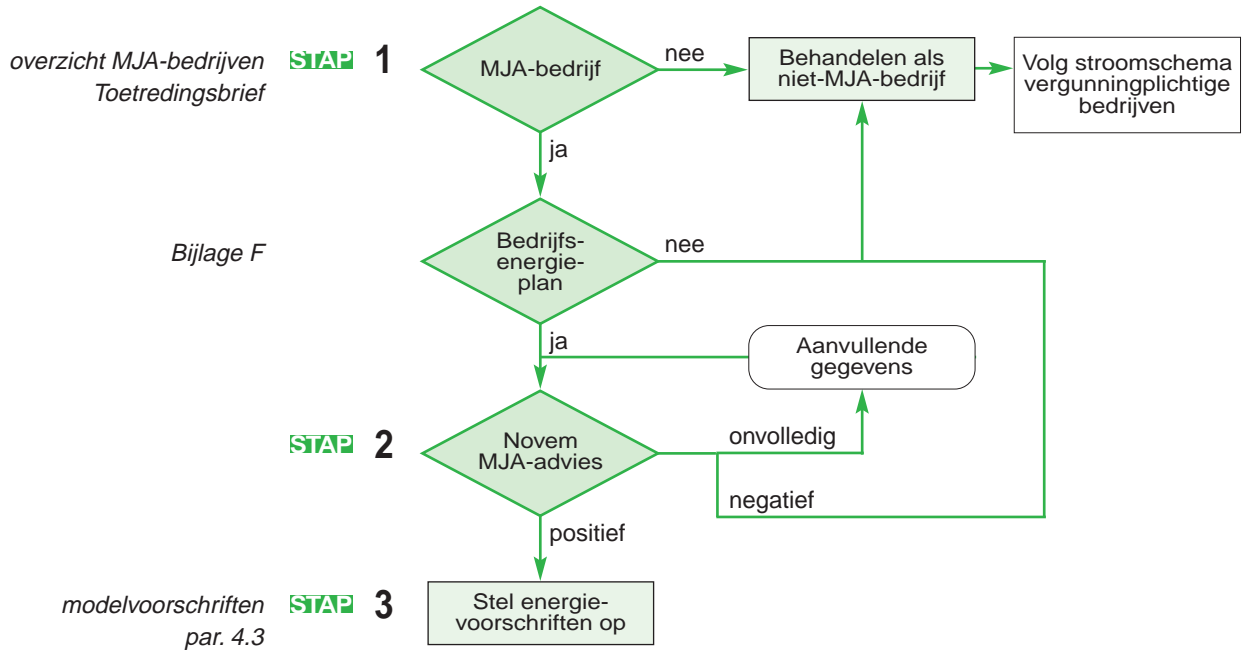 overzicht MJA-bedrijven
Toetredingsbrief
STAP 1
MJA-bedrijf
nee
Behandelen als
niet-MJA-bedrijf
Volg stroomschema
vergunningplichtige
bedrijven
ja
Bijlage F
Bedrijfs-
energie-
plan
nee
ja
Aanvullende
gegevens
STAP 2
Novem
MJA-advies
onvolledig
negatief
positief
modelvoorschriften
par. 4.3
STAP 3
Stel energie-
voorschriften op